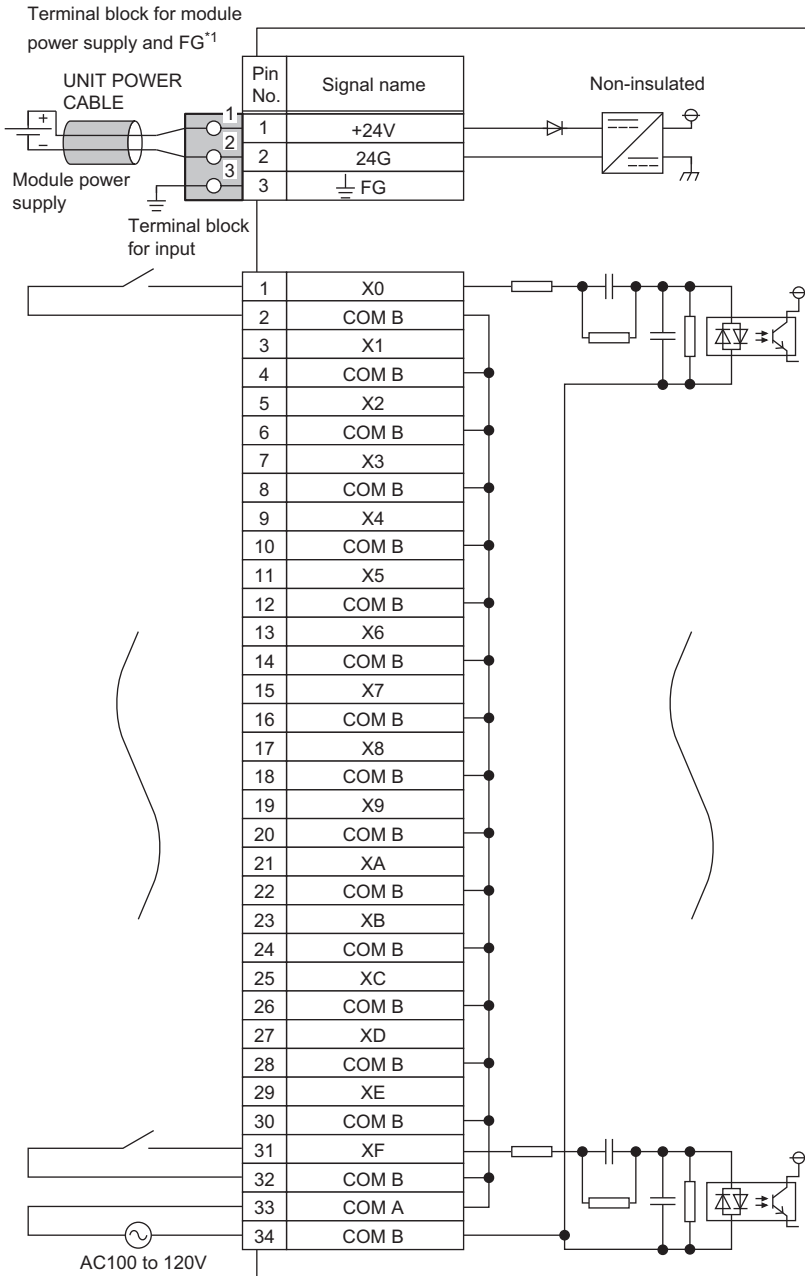 Terminal block for module
power supply and FG*1
UNIT POWER
CABLE
+
−
Module power
supply
1
2
3
Terminal block
for input
Pin No. Signal name
1 +24V
2 24G
3 FG
Non-insulated
1 X0
2 COM B
3 X1
4 COM B
5 X2
6 COM B
7 X3
8 COM B
9 X4
10 COM B
11 X5
12 COM B
13 X6
14 COM B
15 X7
16 COM B
17 X8
18 COM B
19 X9
20 COM B
21 XA
22 COM B
23 XB
24 COM B
25 XC
26 COM B
27 XD
28 COM B
29 XE
30 COM B
31 XF
32 COM B
33 COM A
34 COM B
AC100 to 120V